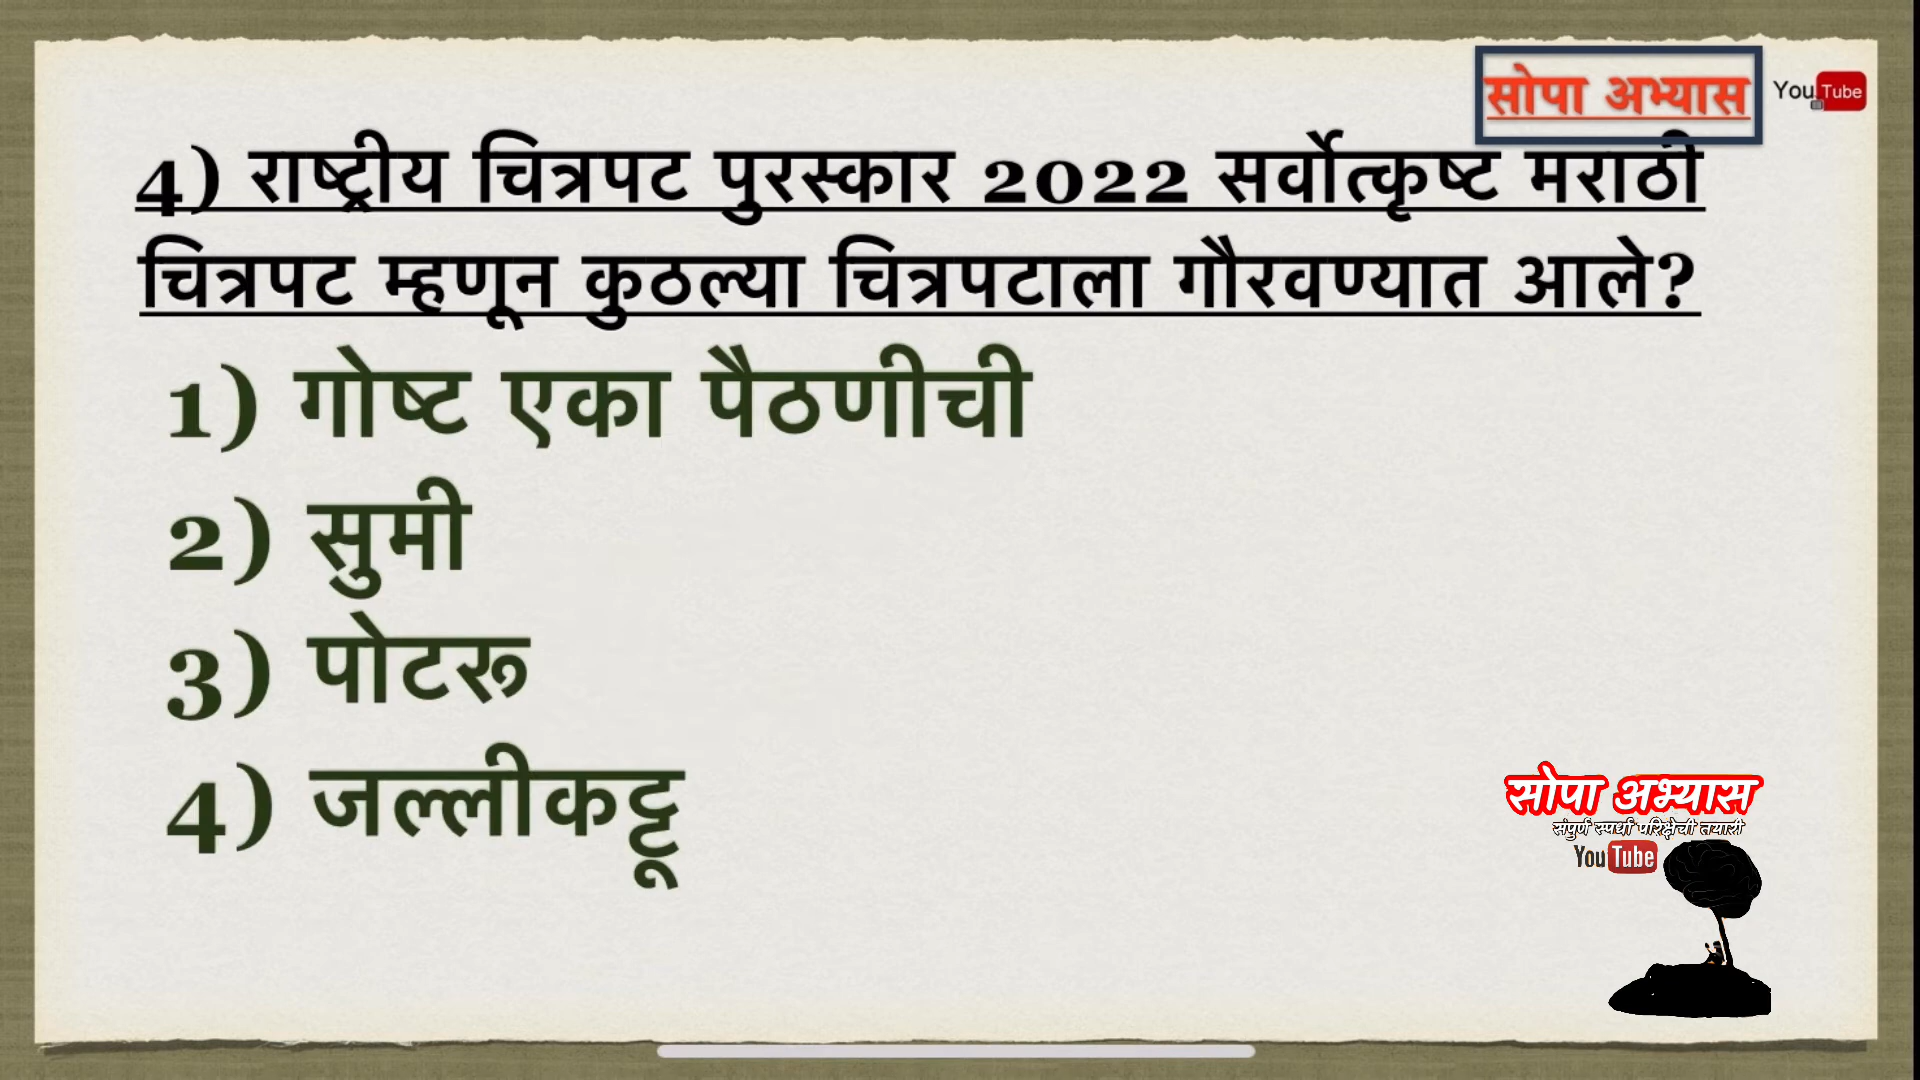 सोपा अभ्यास YouTube
4) राष्ट्रीय चित्रपट पुरस्कार 2022 सर्वोत्कृष्ट मराठी
चित्रपट म्हणून कुठल्या चित्रपटाला गौरवण्यात आले?
1) गोष्ट एका पैठणीची
2) सुमी
3) पोटरू
4) जल्लीकट्टू
सोपा अभ्यास
संपुर्ण स्पर्धा परिक्षेची तयारी
YouTube